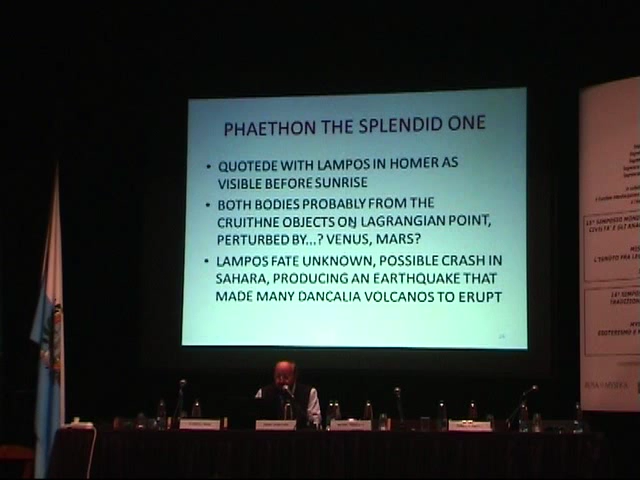 PHAETHON THE SPLENDID ONE
• QUOTEDE WITH LAMPOS IN HOMER AS
VISIBLE BEFORE SUNRISE
• BOTH BODIES PROBABLY FROM THE
CRUITHNE OBJECTS ON LAGRANGIAN POINT,
PERTURBED BY...? VENUS, MARS?
• LAMPOS FATE UNKNOWN, POSSIBLE CRASH IN
SAHARA, PRODUCING AN EARTHQUAKE THAT
MADE MANY DANCALIA VOLCANOS TO ERUPT